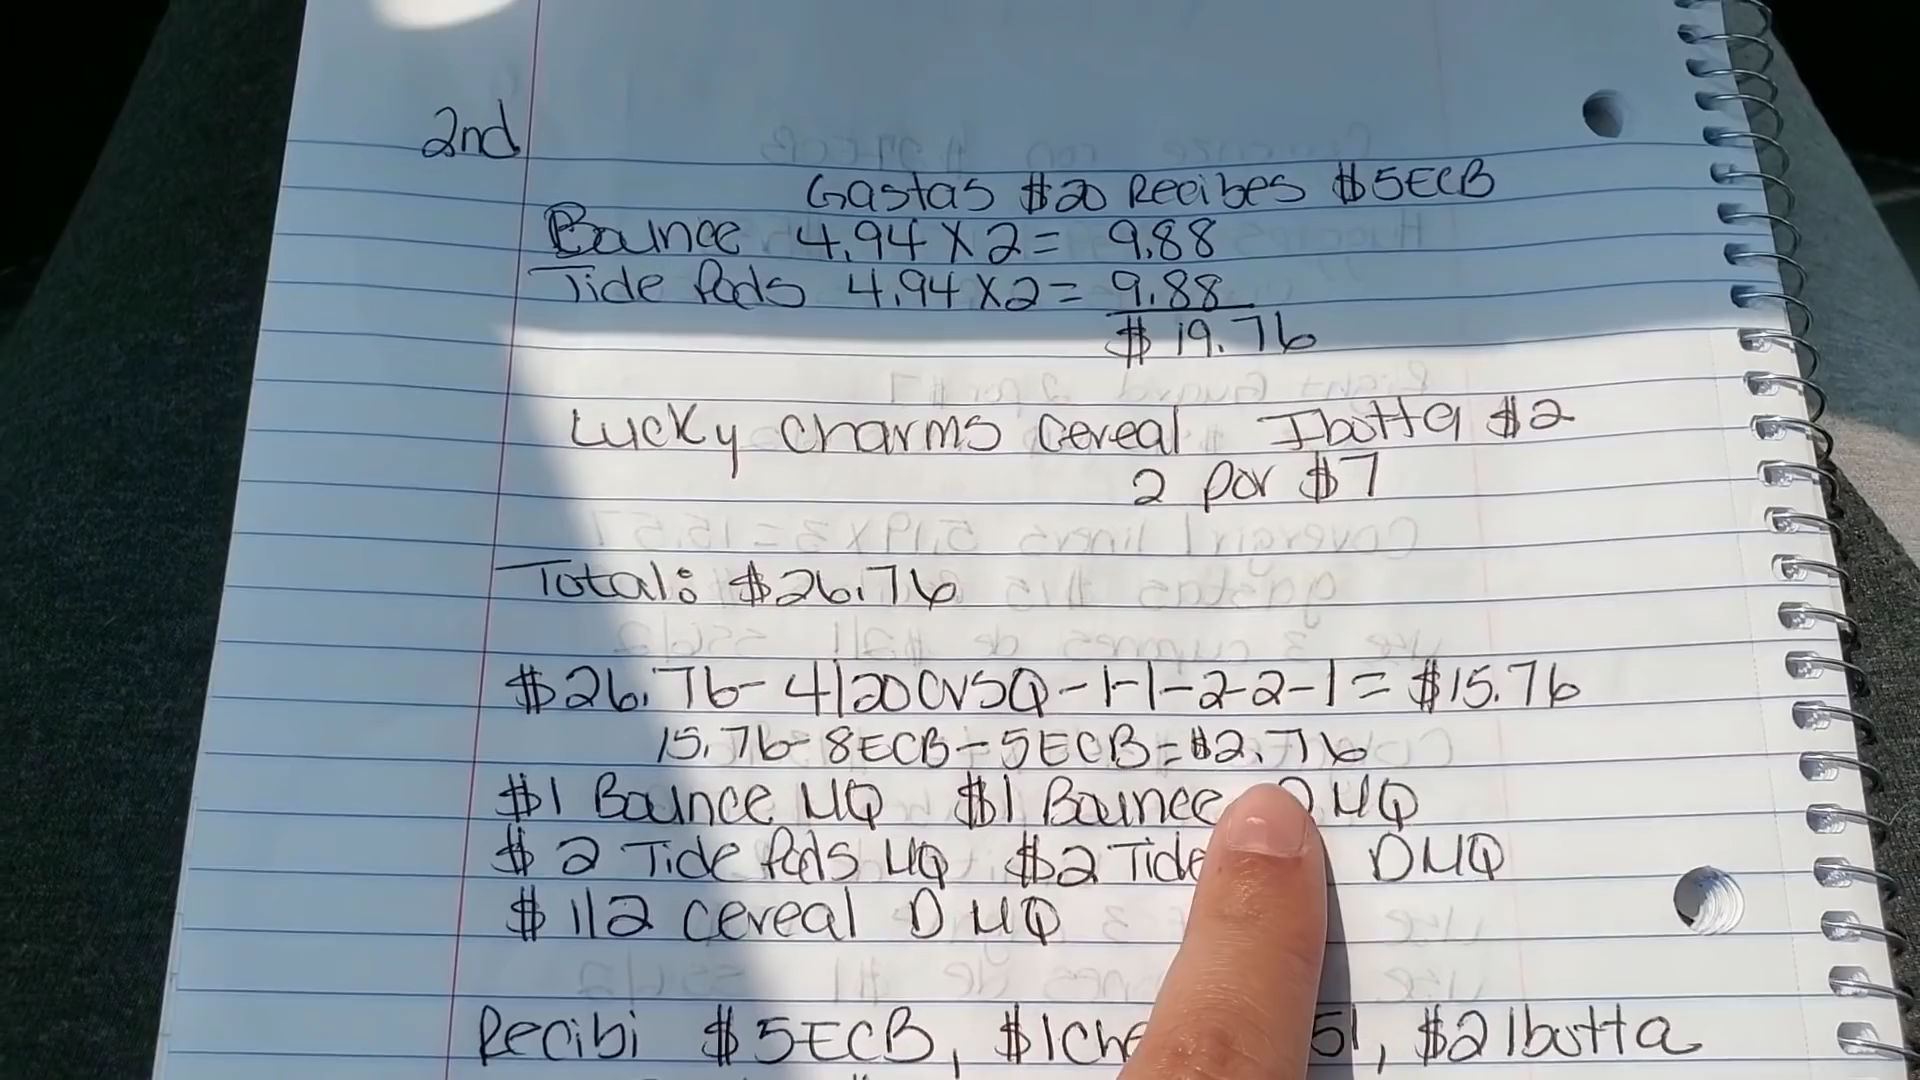 2nd
Gastas $20 Recibes $5ECB
Bounce 4.94 X 2 = 9.88
Tide Pods 4.94 X 2 = 9.88
$ 19.76
Lucky Charms Cereal Ibotta $2
2 por $7
Total: $26.76
$26.76 - 4|20 CVSQ - 1 - 1 - 2 - 2 - 1 = $15.76
15.76 - 8ECB - 5ECB = $2.76
$1 Bounce MQ $1 Bounce MQ
$2 Tide Pods MQ $2 Tide DMQ
$1|2 cereal DMQ
Recibi $5ECB, $1 51, $2 Ibotta